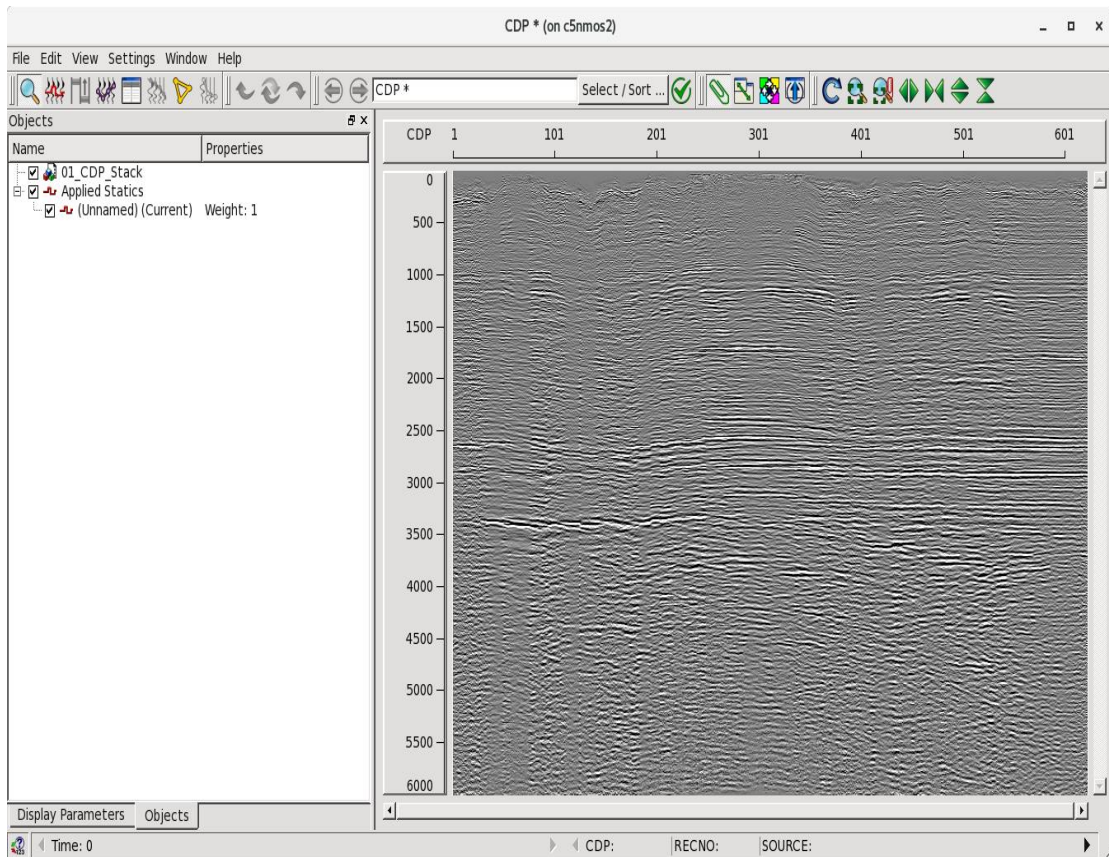 CDP * (on c5nmos2)
File Edit View Settings Window Help
CDP *
Select / Sort ...
Objects
Name Properties
01_CDP_Stack
Applied Statics
(Unnamed) (Current) Weight: 1
Display Parameters Objects
CDP 1 101 201 301 401 501 601
0
500
1000
1500
2000
2500
3000
3500
4000
4500
5000
5500
6000
Time: 0 CDP: RECNO: SOURCE: